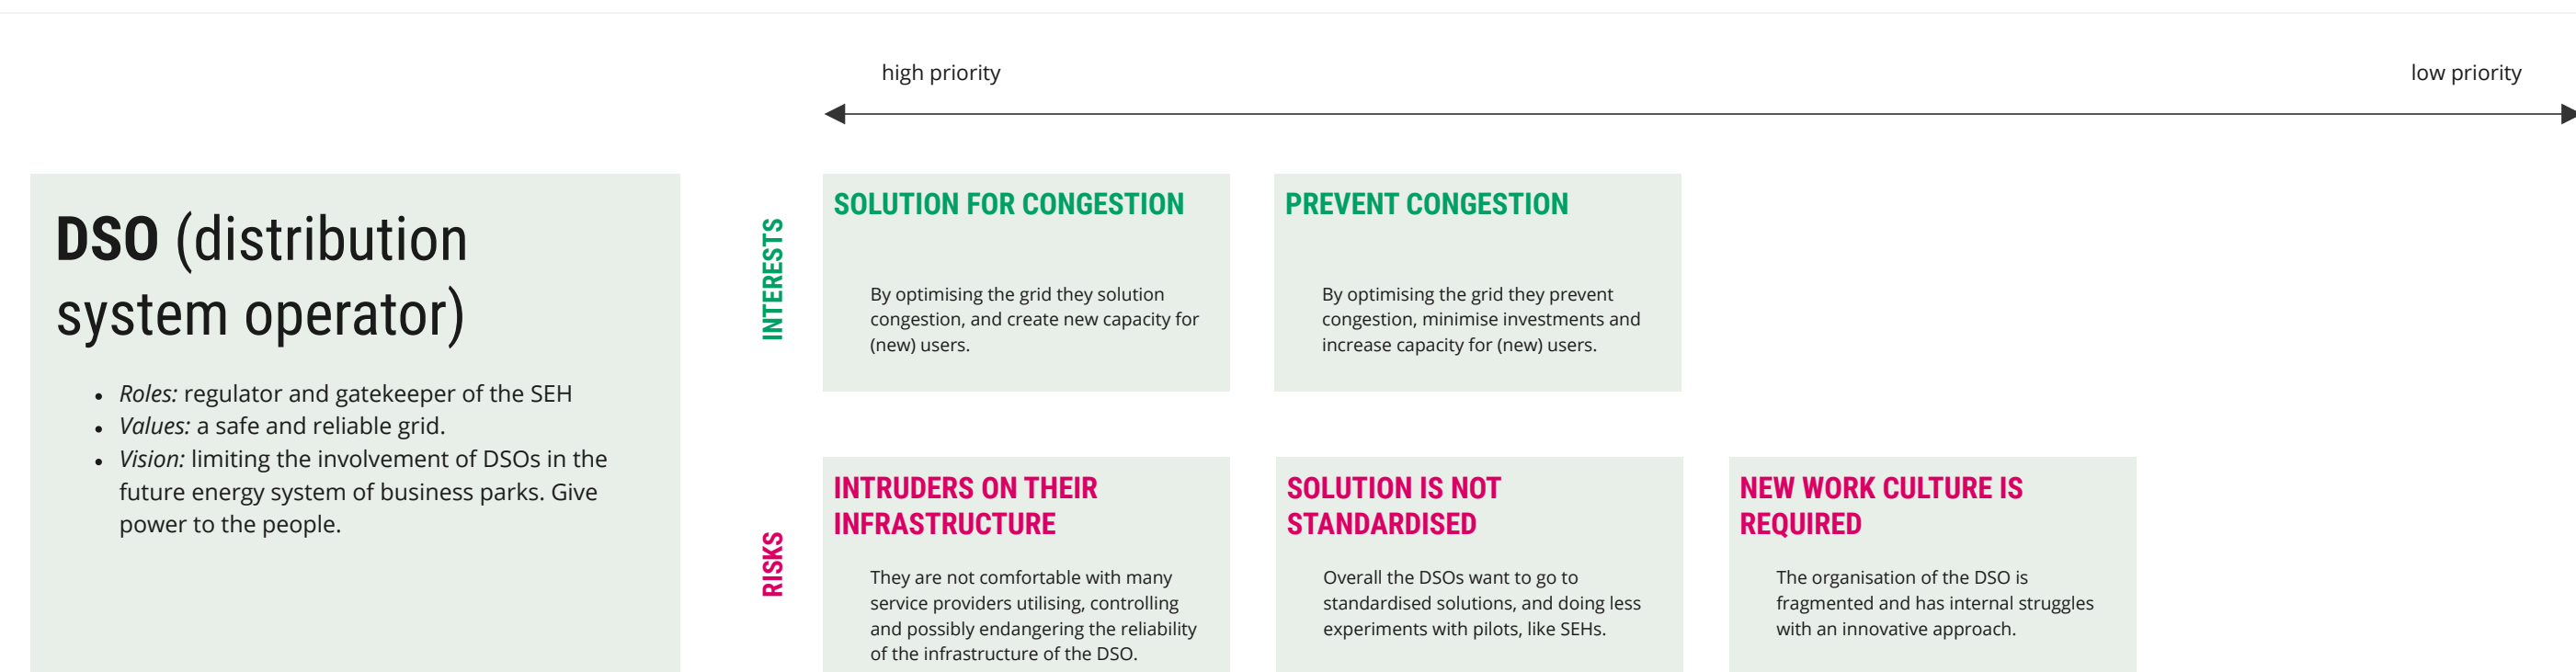 high priority
low priority
DSO (distribution
system operator)
• Roles: regulator and gatekeeper of the SEH
• Values: a safe and reliable grid.
• Vision: limiting the involvement of DSOs in the
future energy system of business parks. Give
power to the people.
INTERESTS
SOLUTION FOR CONGESTION
By optimising the grid they solution
congestion, and create new capacity for
(new) users.
PREVENT CONGESTION
By optimising the grid they prevent
congestion, minimise investments and
increase capacity for (new) users.
RISKS
INTRUDERS ON THEIR
INFRASTRUCTURE
They are not comfortable with many
service providers utilising, controlling
and possibly endangering the reliability
of the infrastructure of the DSO.
SOLUTION IS NOT
STANDARDISED
Overall the DSOs want to go to
standardised solutions, and doing less
experiments with pilots, like SEHs.
NEW WORK CULTURE IS
REQUIRED
The organisation of the DSO is
fragmented and has internal struggles
with an innovative approach.